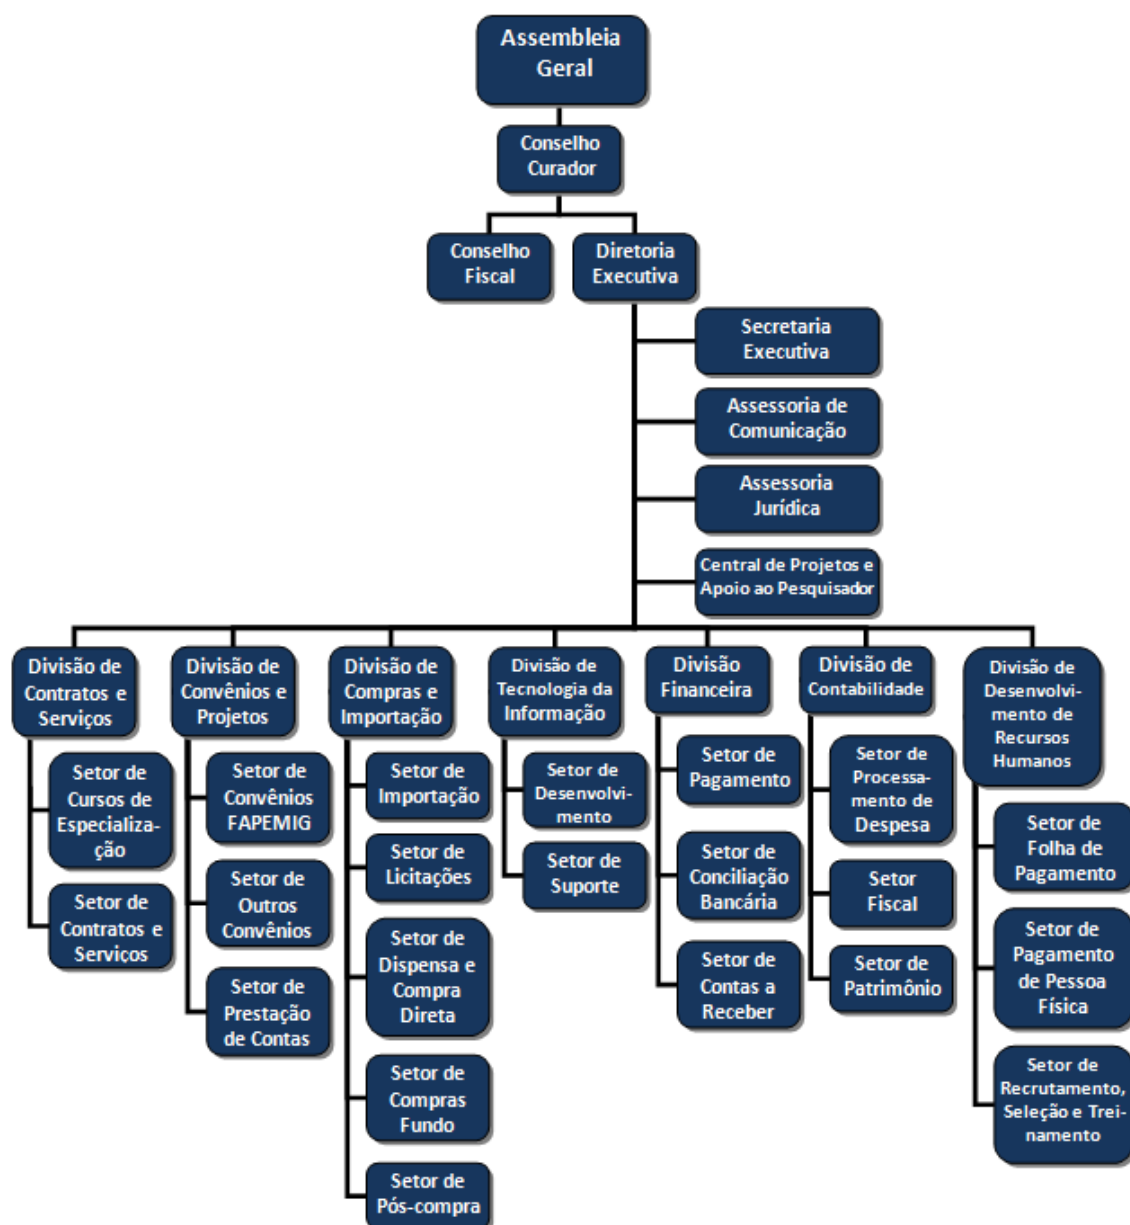 Assembleia
Geral
Conselho
Curador
Conselho
Fiscal
Diretoria
Executiva
Secretaria
Executiva
Assessoria de
Comunicação
Assessoria
Jurídica
Central de Projetos e
Apoio ao Pesquisador
Divisão de
Contratos e
Serviços
Setor de
Cursos de
Especializa-
ção
Setor de
Contratos e
Serviços
Divisão de
Convênios e
Projetos
Setor de
Convênios
FAPEMIG
Setor de
Outros
Convênios
Setor de
Prestação
de Contas
Divisão de
Compras e
Importação
Setor de
Importação
Setor de
Licitações
Setor de
Dispensa e
Compra
Direta
Setor de
Compras
Fundo
Setor de
Pós-compra
Divisão de
Tecnologia da
Informação
Setor de
Desenvolvi-
mento
Setor de
Suporte
Divisão
Financeira
Setor de
Pagamento
Setor de
Conciliação
Bancária
Setor de
Contas a
Receber
Divisão de
Contabilidade
Setor de
Processa-
mento de
Despesa
Setor
Fiscal
Setor de
Patrimônio
Divisão de
Desenvolvi-
mento de
Recursos
Humanos
Setor de
Folha de
Pagamento
Setor de
Pagamento
de Pessoa
Física
Setor de
Recrutamento,
Seleção e Trei-
namento